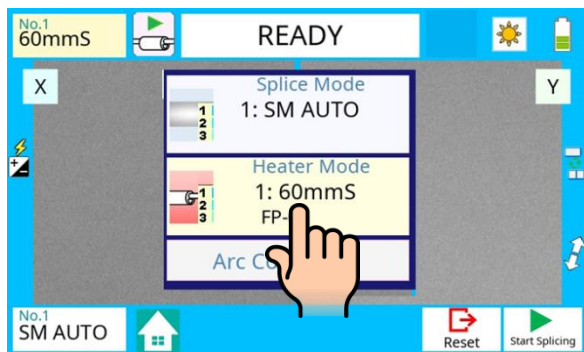 No.1
60mmS
READY
X
Y
Splice Mode
1: SM AUTO
1
2
3
Heater Mode
1: 60mmS
1
2
3
FP-
Arc
No.1
SM AUTO
Reset
Start Splicing